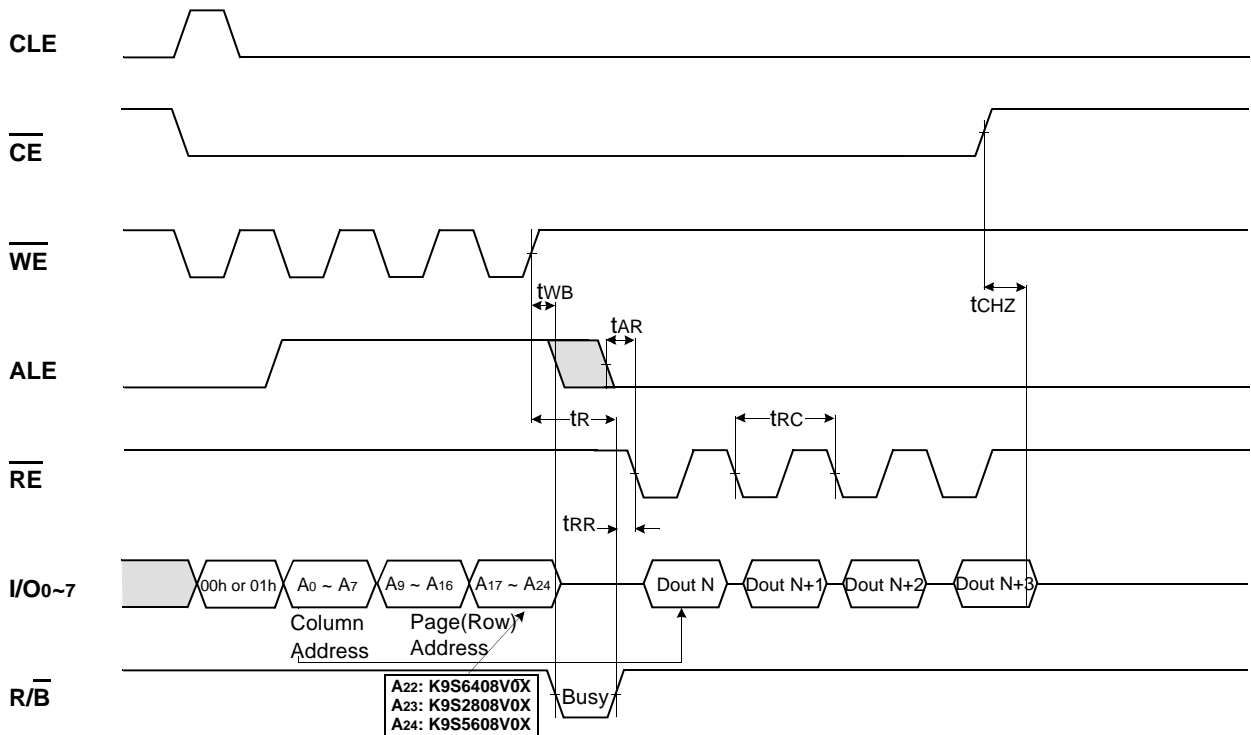 CLE
CE
WE
tWB
tCHZ
tAR
ALE
tR
tRC
RE
tRR
I/O0~7
00h or 01h
A0 ~ A7
A9 ~ A16
A17 ~ A24
Dout N
Dout N+1
Dout N+2
Dout N+3
Column
Address
Page(Row)
Address
R/B
Busy
A22: K9S6408V0X
A23: K9S2808V0X
A24: K9S5608V0X